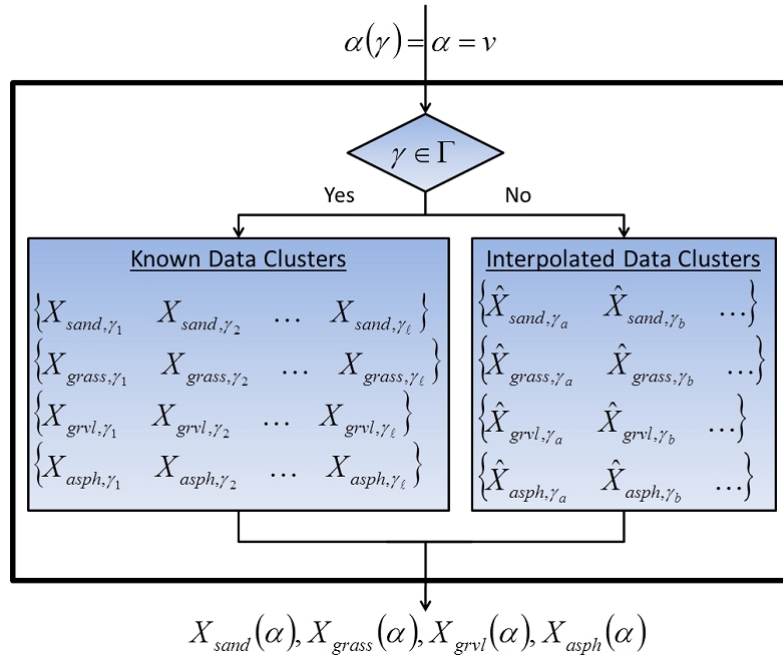 α(γ) = α = v
γ ∈ Γ
Yes No
Known Data Clusters
{X_{sand,γ_1} X_{sand,γ_2} … X_{sand,γ_ℓ}}
{X_{grass,γ_1} X_{grass,γ_2} … X_{grass,γ_ℓ}}
{X_{grvl,γ_1} X_{grvl,γ_2} … X_{grvl,γ_ℓ}}
{X_{asph,γ_1} X_{asph,γ_2} … X_{asph,γ_ℓ}}
Interpolated Data Clusters
{X̂_{sand,γ_a} X̂_{sand,γ_b} …}
{X̂_{grass,γ_a} X̂_{grass,γ_b} …}
{X̂_{grvl,γ_a} X̂_{grvl,γ_b} …}
{X̂_{asph,γ_a} X̂_{asph,γ_b} …}
X_{sand}(α), X_{grass}(α), X_{grvl}(α), X_{asph}(α)